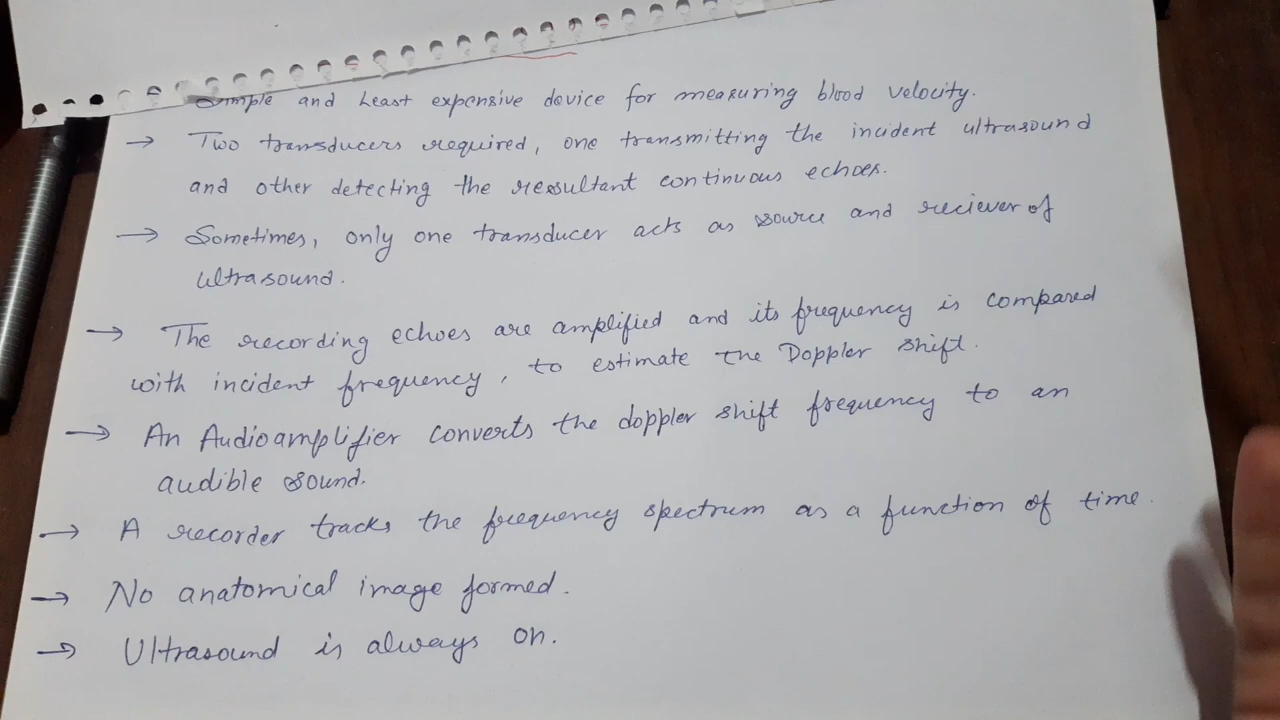 Simple and Least expensive device for measuring blood velocity.
→ Two transducers required, one transmitting the incident ultrasound
and other detecting the ressultant continuous echoes.
→ Sometimes, only one transducer acts as source and reciever of
ultrasound.
→ The recording echoes are amplified and its frequency is compared
with incident frequency, to estimate the Doppler shift.
→ An Audioamplifier converts the doppler shift frequency to an
audible sound.
→ A recorder tracks the frequency spectrum as a function of time.
→ No anatomical image formed.
→ Ultrasound is always on.